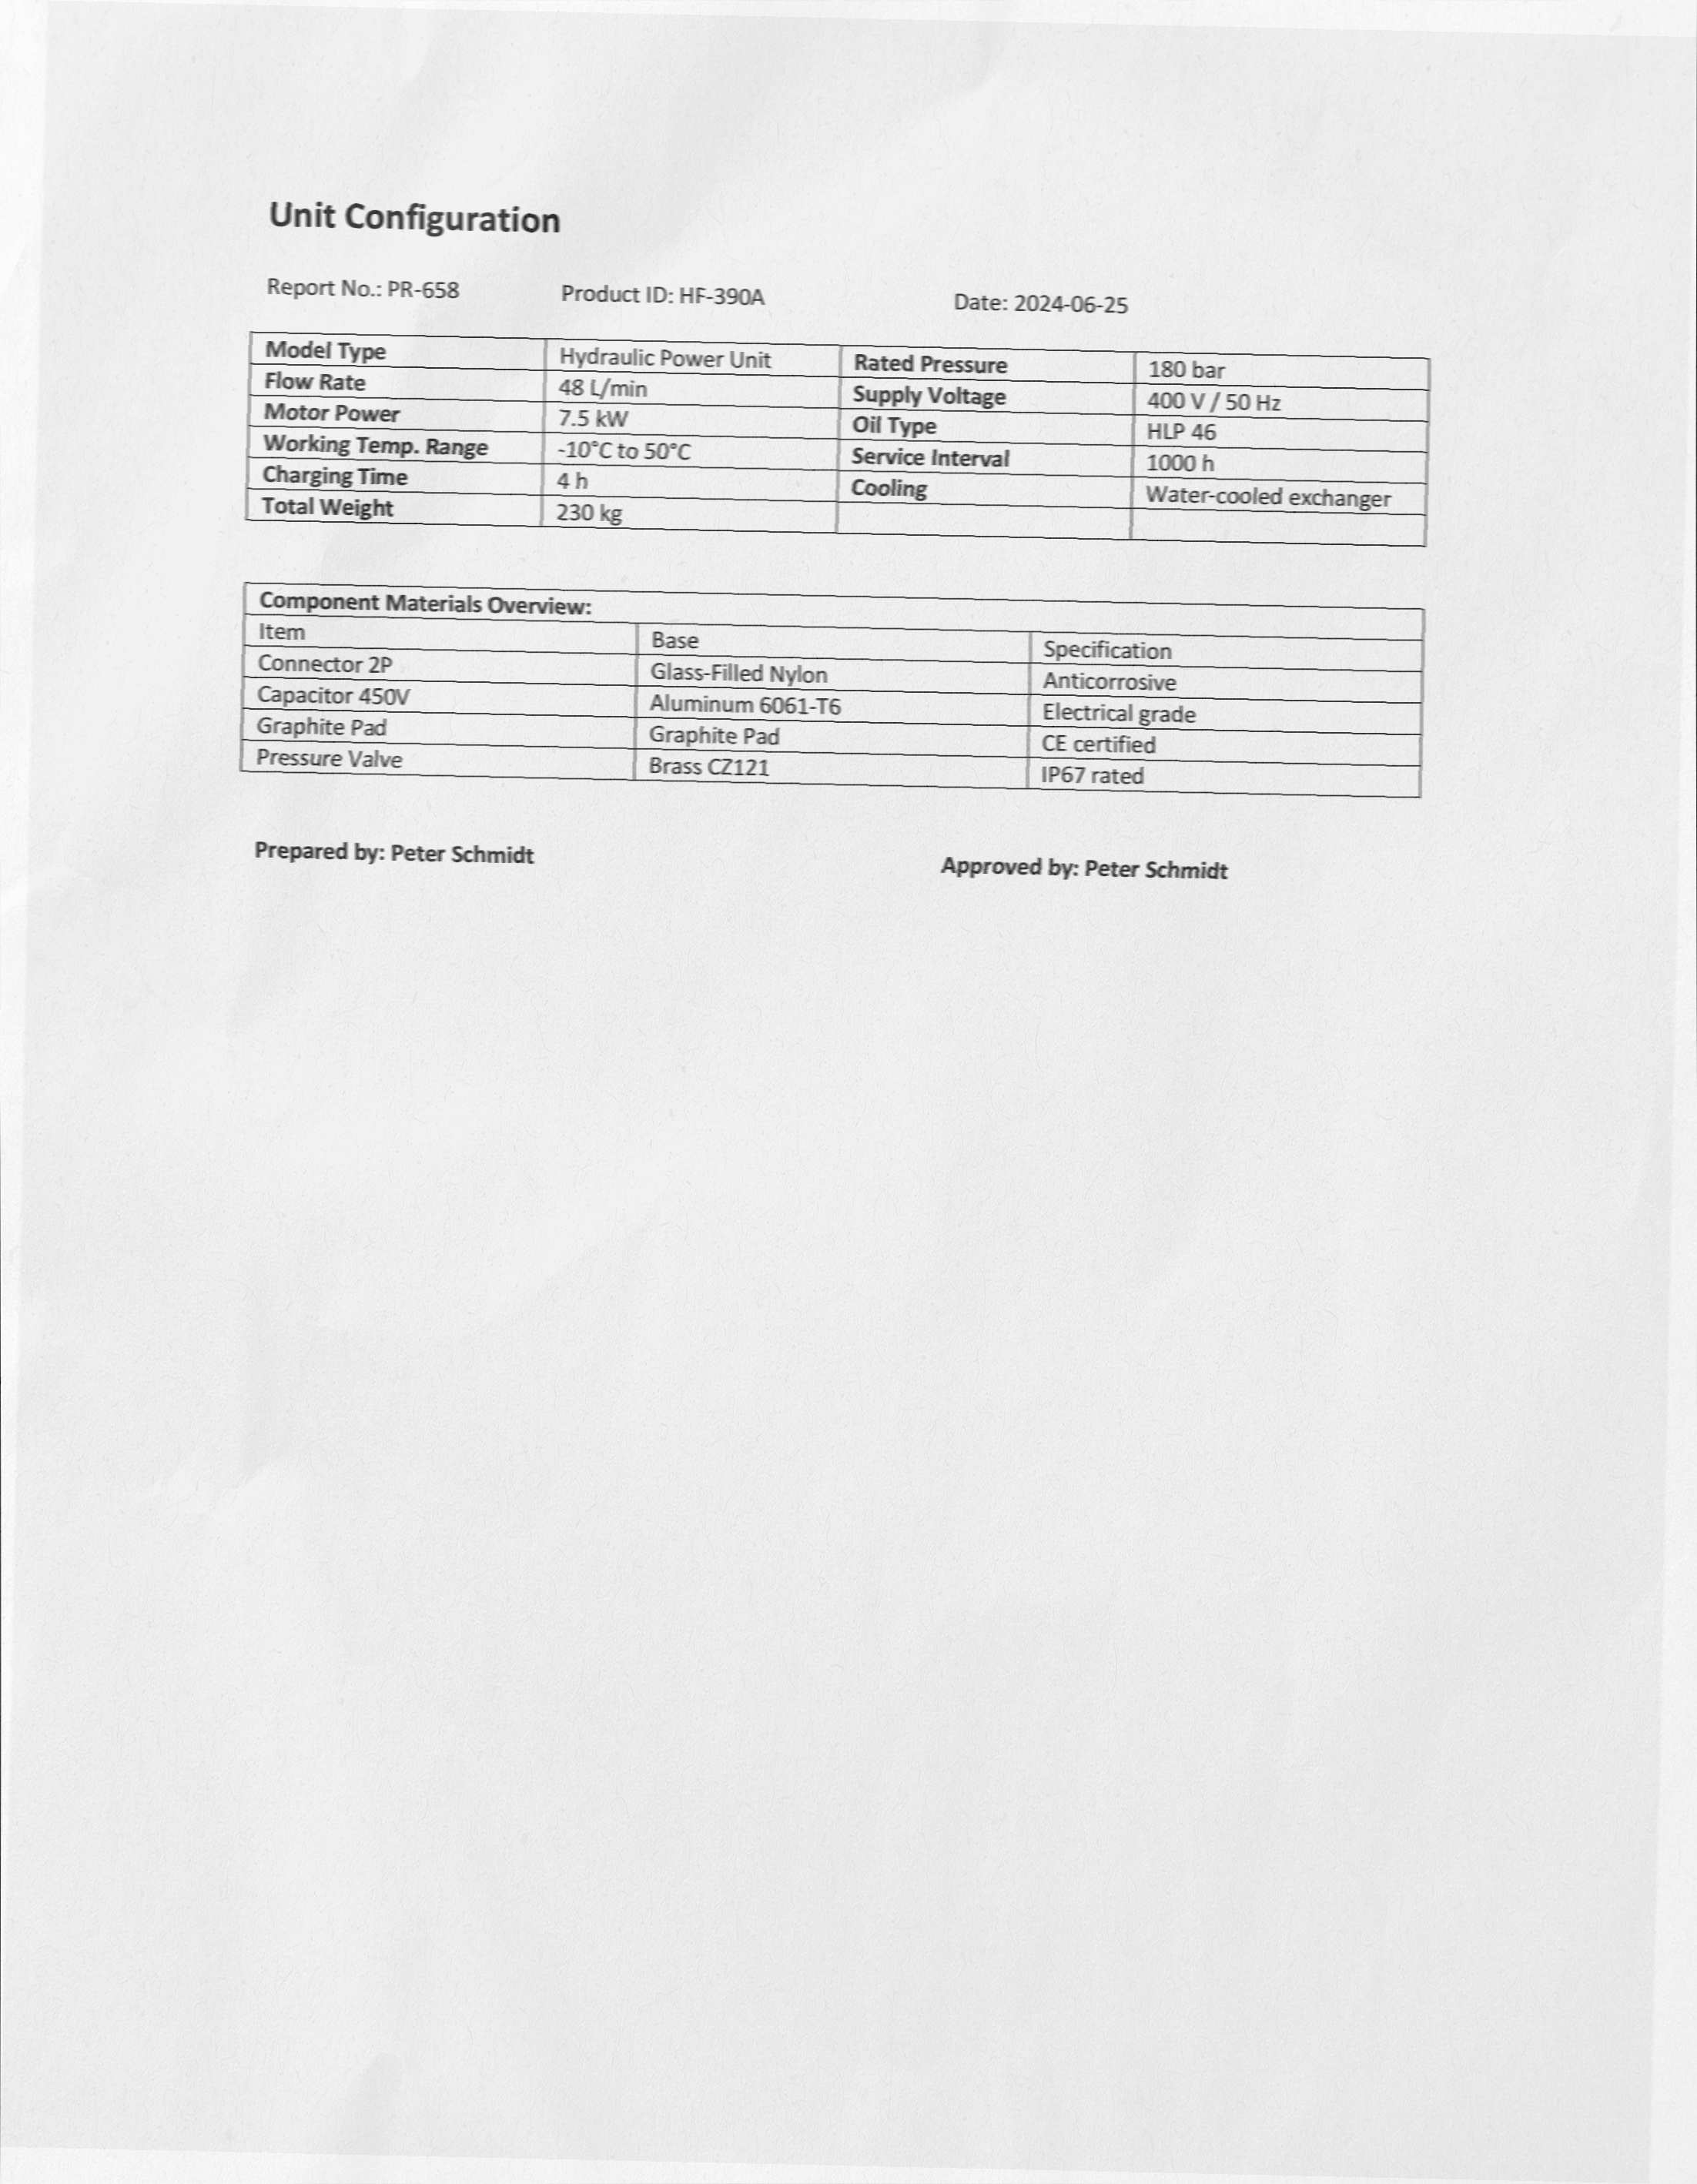 Unit Configuration
Report No.: PR-658 Product ID: HF-390A Date: 2024-06-25
Model Type Hydraulic Power Unit Rated Pressure 180 bar
Flow Rate 48 L/min Supply Voltage 400 V / 50 Hz
Motor Power 7.5 kW Oil Type HLP 46
Working Temp. Range -10°C to 50°C Service Interval 1000 h
Charging Time 4 h Cooling Water-cooled exchanger
Total Weight 230 kg
Component Materials Overview:
Item Base Specification
Connector 2P Glass-Filled Nylon Anticorrosive
Capacitor 450V Aluminum 6061-T6 Electrical grade
Graphite Pad Graphite Pad CE certified
Pressure Valve Brass CZ121 IP67 rated
Prepared by: Peter Schmidt Approved by: Peter Schmidt